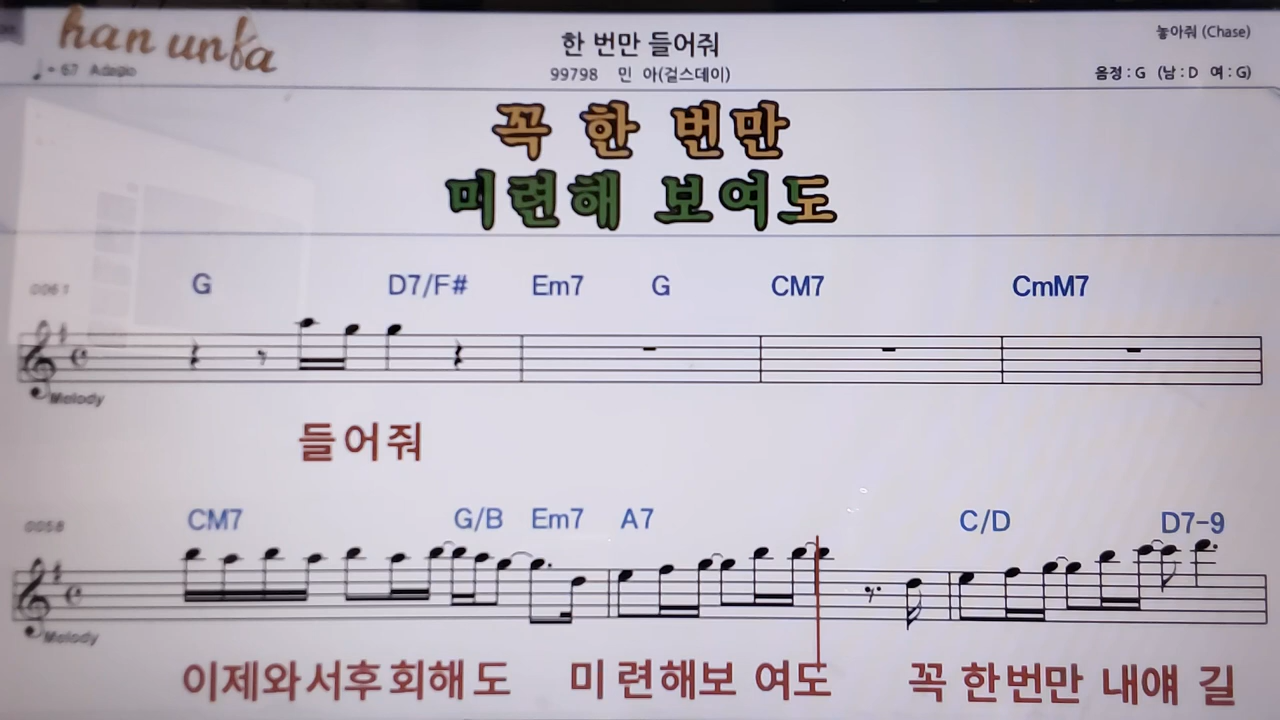 han unfa
한 번만 들어줘
놓아줘 (Chase)
♩= 67 Adagio
99798 민 아(걸스데이)
음정 : G (남 : D 여 : G)
꼭 한 번만
미련해 보여도
0061
G D7/F# Em7 G CM7 CmM7
Melody
들어줘
0058
CM7 G/B Em7 A7 C/D D7-9
Melody
이제와서후회해도 미련해보여도 꼭 한번만 내얘길